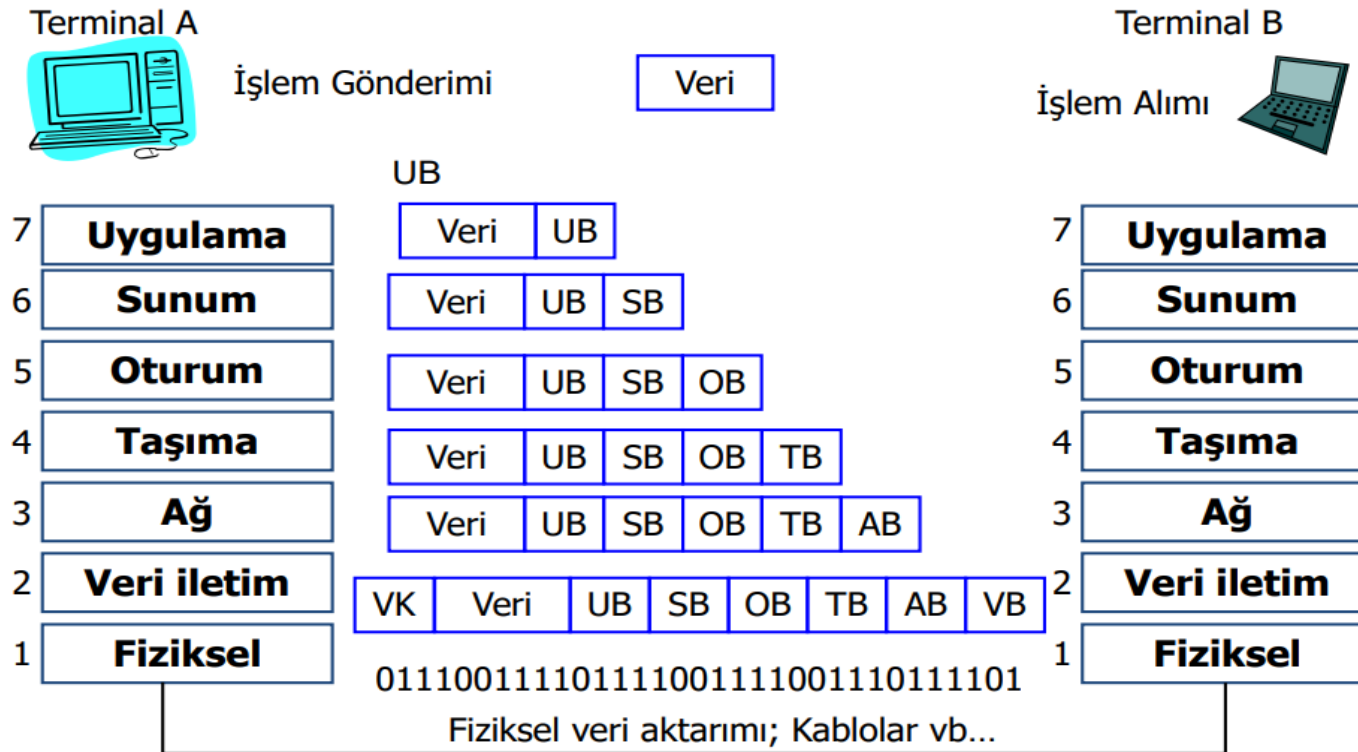 Terminal A
Terminal B
İşlem Gönderimi
Veri
İşlem Alımı
UB
7 Uygulama Veri UB 7 Uygulama
6 Sunum Veri UB SB 6 Sunum
5 Oturum Veri UB SB OB 5 Oturum
4 Taşıma Veri UB SB OB TB 4 Taşıma
3 Ağ Veri UB SB OB TB AB 3 Ağ
2 Veri iletim VK Veri UB SB OB TB AB VB 2 Veri iletim
1 Fiziksel 1 Fiziksel
011100111101111001111001110111101
Fiziksel veri aktarımı; Kablolar vb...